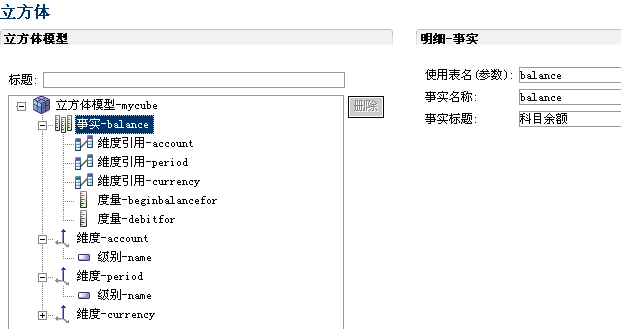 立方体
立方体模型
明细-事实
标题:
使用表名(参数): balance
事实名称: balance
事实标题: 科目余额
立方体模型-mycube
删除
事实-balance
维度引用-account
维度引用-period
维度引用-currency
度量-beginbalancefor
度量-debitfor
维度-account
级别-name
维度-period
级别-name
维度-currency